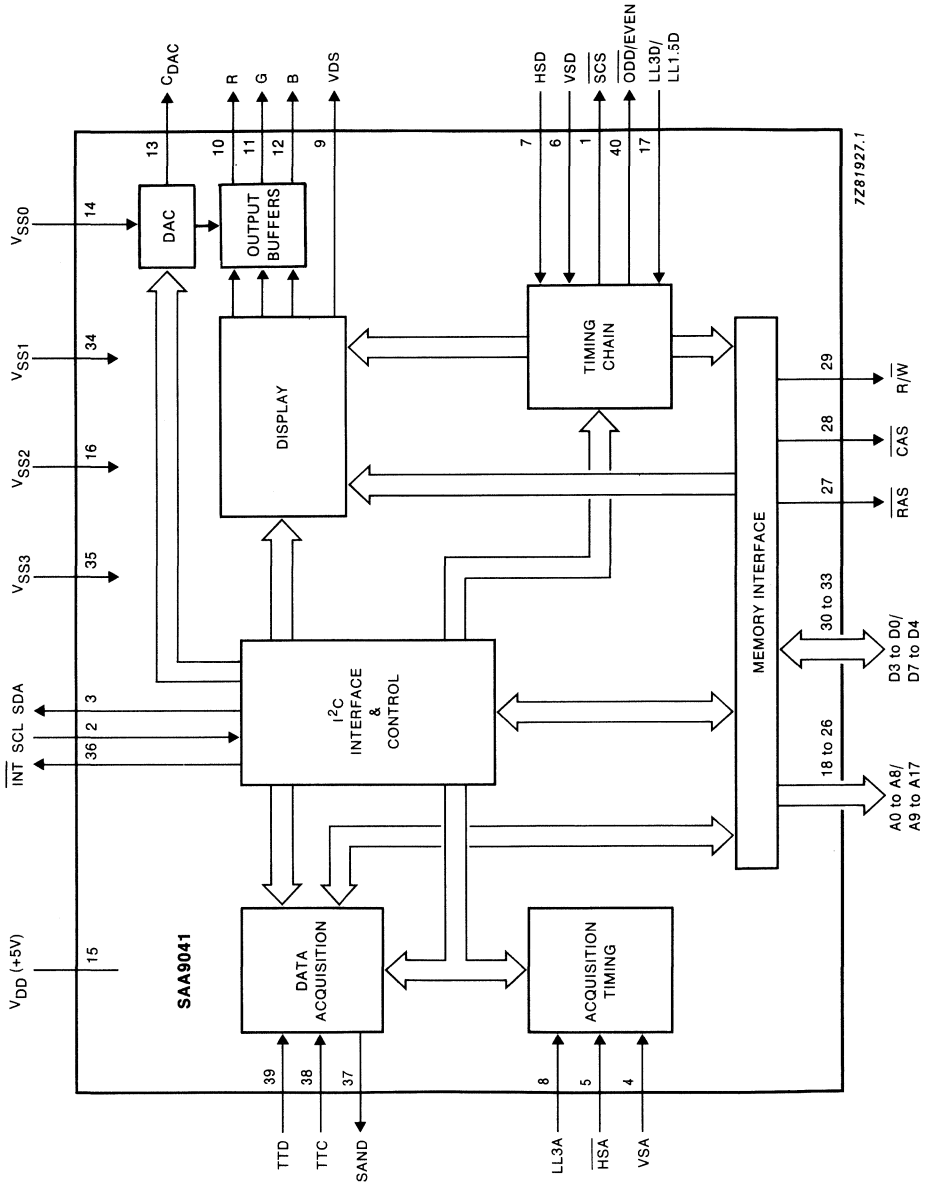 V_DD (+5V)
15
INT
SCL
SDA
36
2
3
V_SS3
35
V_SS2
16
V_SS1
34
V_SS0
14
SAA9041
DAC
13
C_DAC
OUTPUT
BUFFERS
10
R
11
G
12
B
9
VDS
DISPLAY
I²C
INTERFACE
&
CONTROL
DATA
ACQUISITION
TTD
39
TTC
38
SAND
37
ACQUISITION
TIMING
LL3A
8
HSA
5
VSA
4
TIMING
CHAIN
7
HSD
6
VSD
1
SCS
40
ODD/EVEN
17
LL3D/
LL1.5D
MEMORY INTERFACE
18 to 26
A0 to A8/
A9 to A17
30 to 33
D3 to D0/
D7 to D4
27
RAS
28
CAS
29
R/W
7Z81927.1